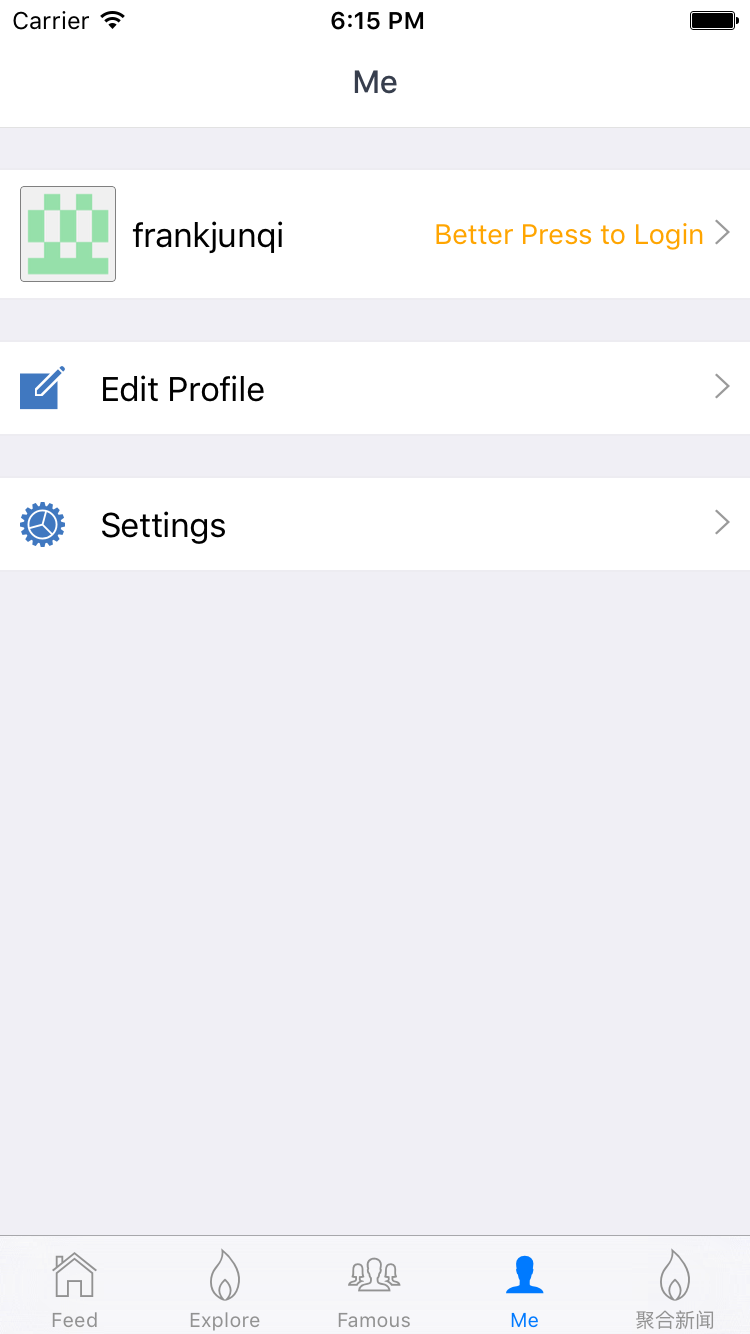 Carrier 6:15 PM
Me
frankjunqi Better Press to Login
Edit Profile
Settings
Feed Explore Famous Me 聚合新闻